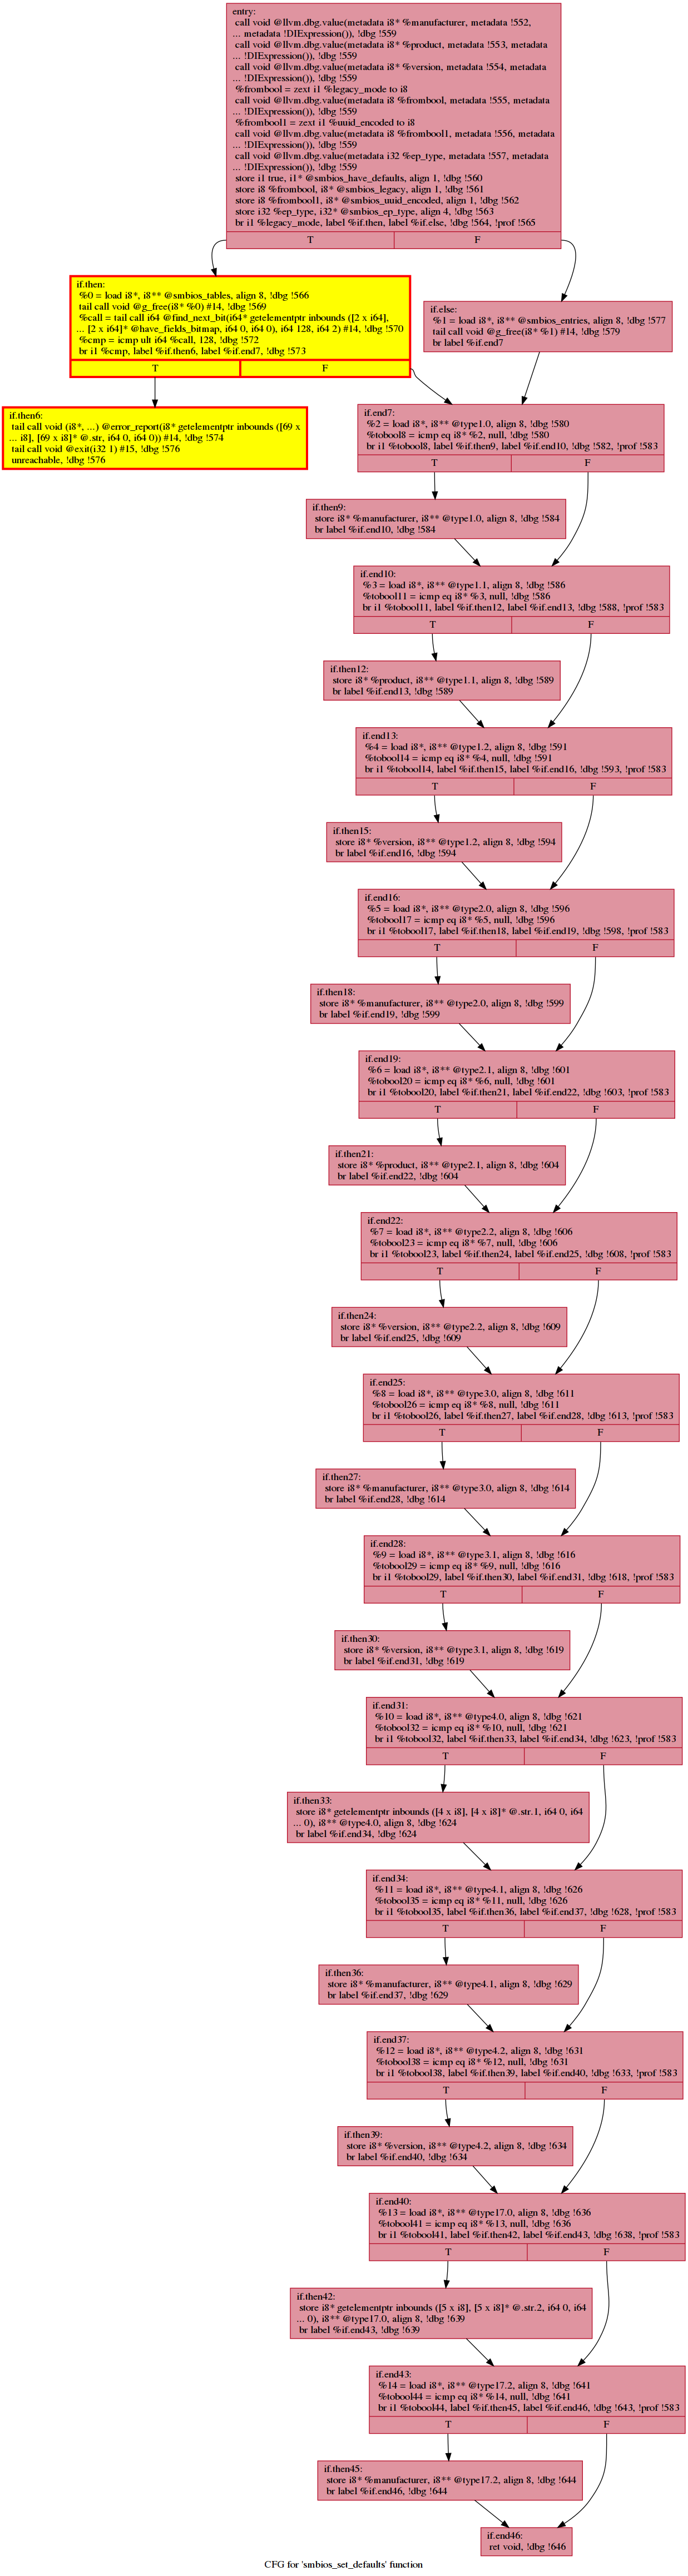 entry:
call void @llvm.dbg.value(metadata i8* %manufacturer, metadata !552,
... metadata !DIExpression()), !dbg !559
call void @llvm.dbg.value(metadata i8* %product, metadata !553, metadata
... !DIExpression()), !dbg !559
call void @llvm.dbg.value(metadata i8* %version, metadata !554, metadata
... !DIExpression()), !dbg !559
%frombool = zext i1 %legacy_mode to i8
call void @llvm.dbg.value(metadata i8 %frombool, metadata !555, metadata
... !DIExpression()), !dbg !559
%frombool1 = zext i1 %uuid_encoded to i8
call void @llvm.dbg.value(metadata i8 %frombool1, metadata !556, metadata
... !DIExpression()), !dbg !559
call void @llvm.dbg.value(metadata i32 %ep_type, metadata !557, metadata
... !DIExpression()), !dbg !559
store i1 true, i1* @smbios_have_defaults, align 1, !dbg !560
store i8 %frombool, i8* @smbios_legacy, align 1, !dbg !561
store i8 %frombool1, i8* @smbios_uuid_encoded, align 1, !dbg !562
store i32 %ep_type, i32* @smbios_ep_type, align 4, !dbg !563
br i1 %legacy_mode, label %if.then, label %if.else, !dbg !564, !prof !565
T F
if.then:
%0 = load i8*, i8** @smbios_tables, align 8, !dbg !566
tail call void @g_free(i8* %0) #14, !dbg !569
%call = tail call i64 @find_next_bit(i64* getelementptr inbounds ([2 x i64],
... [2 x i64]* @have_fields_bitmap, i64 0, i64 0), i64 128, i64 2) #14, !dbg !570
%cmp = icmp ult i64 %call, 128, !dbg !572
br i1 %cmp, label %if.then6, label %if.end7, !dbg !573
T F
if.else:
%1 = load i8*, i8** @smbios_entries, align 8, !dbg !577
tail call void @g_free(i8* %1) #14, !dbg !579
br label %if.end7
if.then6:
tail call void (i8*, ...) @error_report(i8* getelementptr inbounds ([69 x
... i8], [69 x i8]* @.str, i64 0, i64 0)) #14, !dbg !574
tail call void @exit(i32 1) #15, !dbg !576
unreachable, !dbg !576
if.end7:
%2 = load i8*, i8** @type1.0, align 8, !dbg !580
%tobool8 = icmp eq i8* %2, null, !dbg !580
br i1 %tobool8, label %if.then9, label %if.end10, !dbg !582, !prof !583
T F
if.then9:
store i8* %manufacturer, i8** @type1.0, align 8, !dbg !584
br label %if.end10, !dbg !584
if.end10:
%3 = load i8*, i8** @type1.1, align 8, !dbg !586
%tobool11 = icmp eq i8* %3, null, !dbg !586
br i1 %tobool11, label %if.then12, label %if.end13, !dbg !588, !prof !583
T F
if.then12:
store i8* %product, i8** @type1.1, align 8, !dbg !589
br label %if.end13, !dbg !589
if.end13:
%4 = load i8*, i8** @type1.2, align 8, !dbg !591
%tobool14 = icmp eq i8* %4, null, !dbg !591
br i1 %tobool14, label %if.then15, label %if.end16, !dbg !593, !prof !583
T F
if.then15:
store i8* %version, i8** @type1.2, align 8, !dbg !594
br label %if.end16, !dbg !594
if.end16:
%5 = load i8*, i8** @type2.0, align 8, !dbg !596
%tobool17 = icmp eq i8* %5, null, !dbg !596
br i1 %tobool17, label %if.then18, label %if.end19, !dbg !598, !prof !583
T F
if.then18:
store i8* %manufacturer, i8** @type2.0, align 8, !dbg !599
br label %if.end19, !dbg !599
if.end19:
%6 = load i8*, i8** @type2.1, align 8, !dbg !601
%tobool20 = icmp eq i8* %6, null, !dbg !601
br i1 %tobool20, label %if.then21, label %if.end22, !dbg !603, !prof !583
T F
if.then21:
store i8* %product, i8** @type2.1, align 8, !dbg !604
br label %if.end22, !dbg !604
if.end22:
%7 = load i8*, i8** @type2.2, align 8, !dbg !606
%tobool23 = icmp eq i8* %7, null, !dbg !606
br i1 %tobool23, label %if.then24, label %if.end25, !dbg !608, !prof !583
T F
if.then24:
store i8* %version, i8** @type2.2, align 8, !dbg !609
br label %if.end25, !dbg !609
if.end25:
%8 = load i8*, i8** @type3.0, align 8, !dbg !611
%tobool26 = icmp eq i8* %8, null, !dbg !611
br i1 %tobool26, label %if.then27, label %if.end28, !dbg !613, !prof !583
T F
if.then27:
store i8* %manufacturer, i8** @type3.0, align 8, !dbg !614
br label %if.end28, !dbg !614
if.end28:
%9 = load i8*, i8** @type3.1, align 8, !dbg !616
%tobool29 = icmp eq i8* %9, null, !dbg !616
br i1 %tobool29, label %if.then30, label %if.end31, !dbg !618, !prof !583
T F
if.then30:
store i8* %version, i8** @type3.1, align 8, !dbg !619
br label %if.end31, !dbg !619
if.end31:
%10 = load i8*, i8** @type4.0, align 8, !dbg !621
%tobool32 = icmp eq i8* %10, null, !dbg !621
br i1 %tobool32, label %if.then33, label %if.end34, !dbg !623, !prof !583
T F
if.then33:
store i8* getelementptr inbounds ([4 x i8], [4 x i8]* @.str.1, i64 0, i64
... 0), i8** @type4.0, align 8, !dbg !624
br label %if.end34, !dbg !624
if.end34:
%11 = load i8*, i8** @type4.1, align 8, !dbg !626
%tobool35 = icmp eq i8* %11, null, !dbg !626
br i1 %tobool35, label %if.then36, label %if.end37, !dbg !628, !prof !583
T F
if.then36:
store i8* %manufacturer, i8** @type4.1, align 8, !dbg !629
br label %if.end37, !dbg !629
if.end37:
%12 = load i8*, i8** @type4.2, align 8, !dbg !631
%tobool38 = icmp eq i8* %12, null, !dbg !631
br i1 %tobool38, label %if.then39, label %if.end40, !dbg !633, !prof !583
T F
if.then39:
store i8* %version, i8** @type4.2, align 8, !dbg !634
br label %if.end40, !dbg !634
if.end40:
%13 = load i8*, i8** @type17.0, align 8, !dbg !636
%tobool41 = icmp eq i8* %13, null, !dbg !636
br i1 %tobool41, label %if.then42, label %if.end43, !dbg !638, !prof !583
T F
if.then42:
store i8* getelementptr inbounds ([5 x i8], [5 x i8]* @.str.2, i64 0, i64
... 0), i8** @type17.0, align 8, !dbg !639
br label %if.end43, !dbg !639
if.end43:
%14 = load i8*, i8** @type17.2, align 8, !dbg !641
%tobool44 = icmp eq i8* %14, null, !dbg !641
br i1 %tobool44, label %if.then45, label %if.end46, !dbg !643, !prof !583
T F
if.then45:
store i8* %manufacturer, i8** @type17.2, align 8, !dbg !644
br label %if.end46, !dbg !644
if.end46:
ret void, !dbg !646
CFG for 'smbios_set_defaults' function